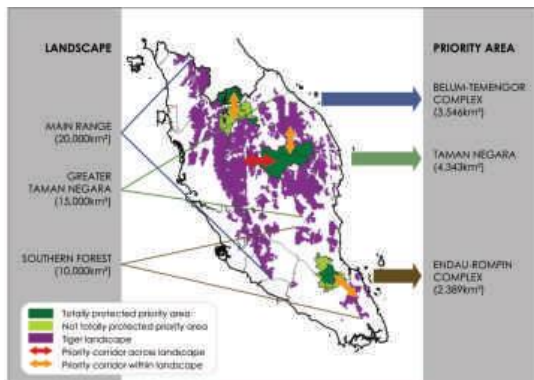 LANDSCAPE
MAIN RANGE
(20,000km²)
GREATER
TAMAN NEGARA
(15,000km²)
SOUTHERN FOREST
(10,000km²)
PRIORITY AREA
BELUM-TEMENGOR
COMPLEX
(3,546km²)
TAMAN NEGARA
(4,343km²)
ENDAU-ROMPIN
COMPLEX
(2,389km²)
Totally protected priority area
Not totally protected priority area
Tiger landscape
Priority corridor across landscape
Priority corridor within landscape